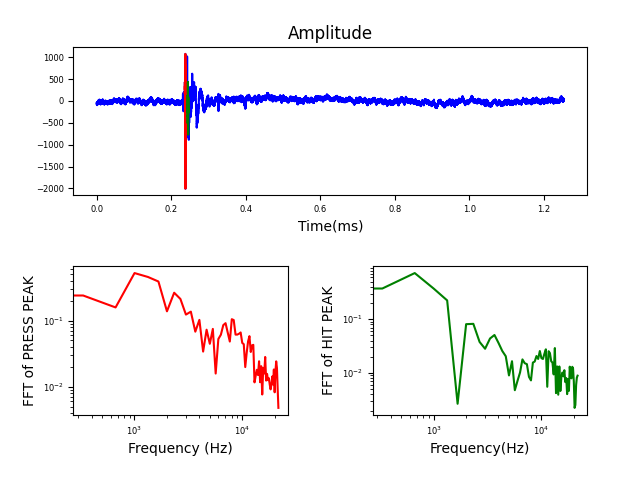 Amplitude
1000
500
0
−500
−1000
−1500
−2000
0.0 0.2 0.4 0.6 0.8 1.0 1.2
Time(ms)
FFT of PRESS PEAK
10⁻¹
10⁻²
10³ 10⁴
Frequency (Hz)
FFT of HIT PEAK
10⁻¹
10⁻²
10³ 10⁴
Frequency(Hz)